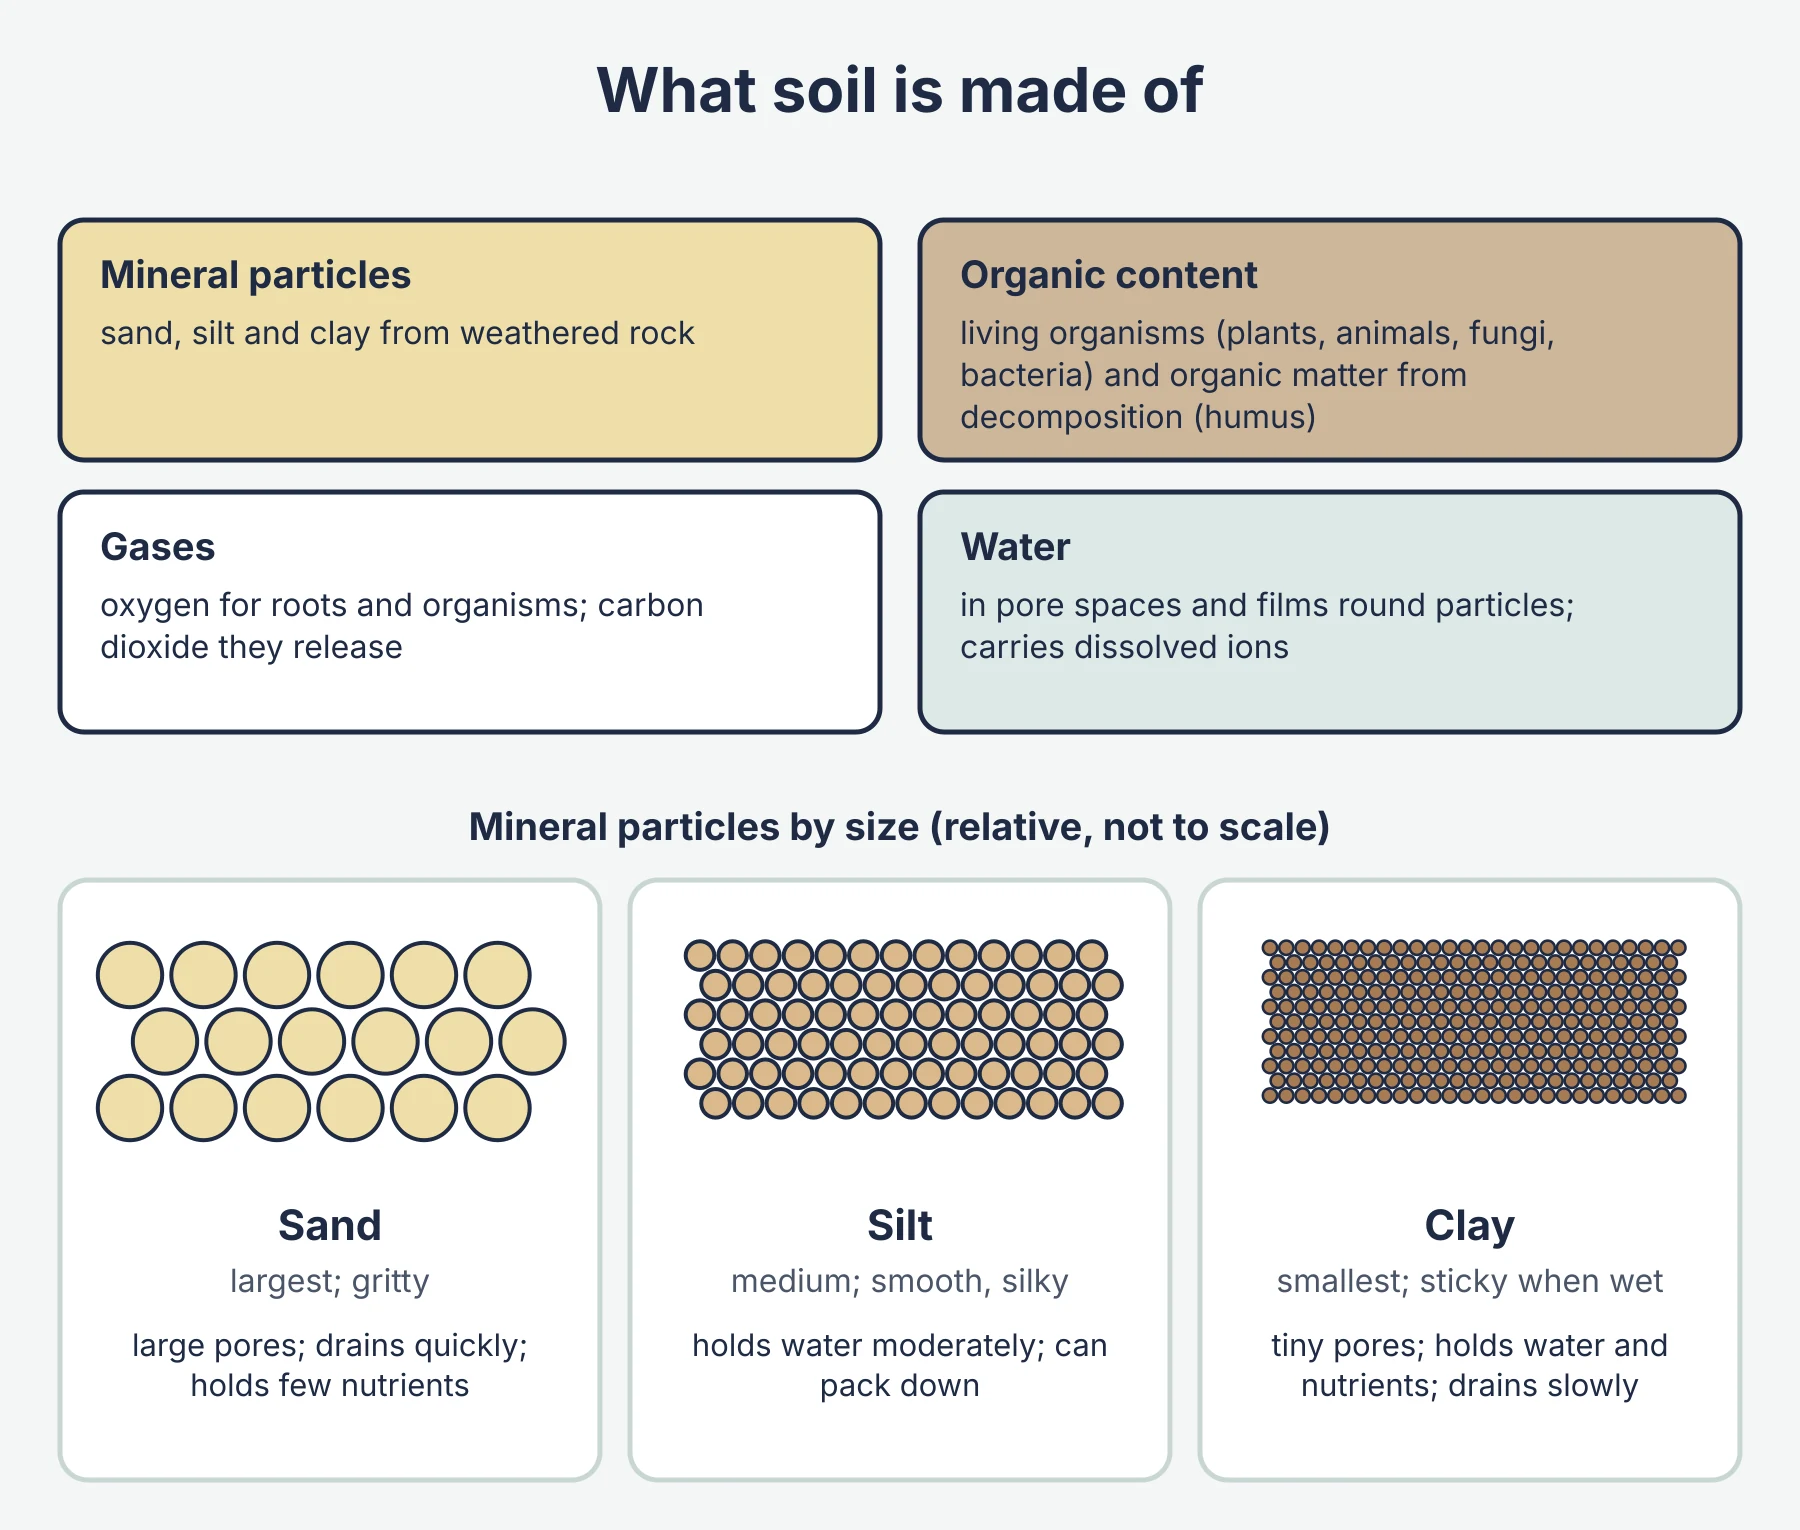 What soil is made of
Mineral particles
sand, silt and clay from weathered rock
Organic content
living organisms (plants, animals, fungi,
bacteria) and organic matter from
decomposition (humus)
Gases
oxygen for roots and organisms; carbon
dioxide they release
Water
in pore spaces and films round particles;
carries dissolved ions
Mineral particles by size (relative, not to scale)
Sand
largest; gritty
large pores; drains quickly;
holds few nutrients
Silt
medium; smooth, silky
holds water moderately; can
pack down
Clay
smallest; sticky when wet
tiny pores; holds water and
nutrients; drains slowly